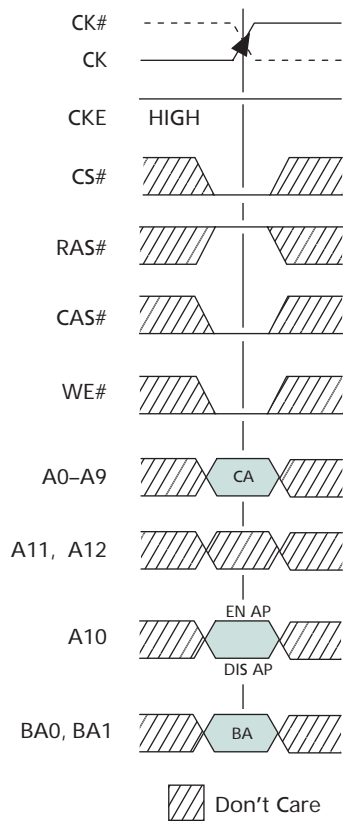 CK#
CK
CKE HIGH
CS#
RAS#
CAS#
WE#
A0–A9 CA
A11, A12
EN AP
A10
DIS AP
BA0, BA1 BA
Don't Care